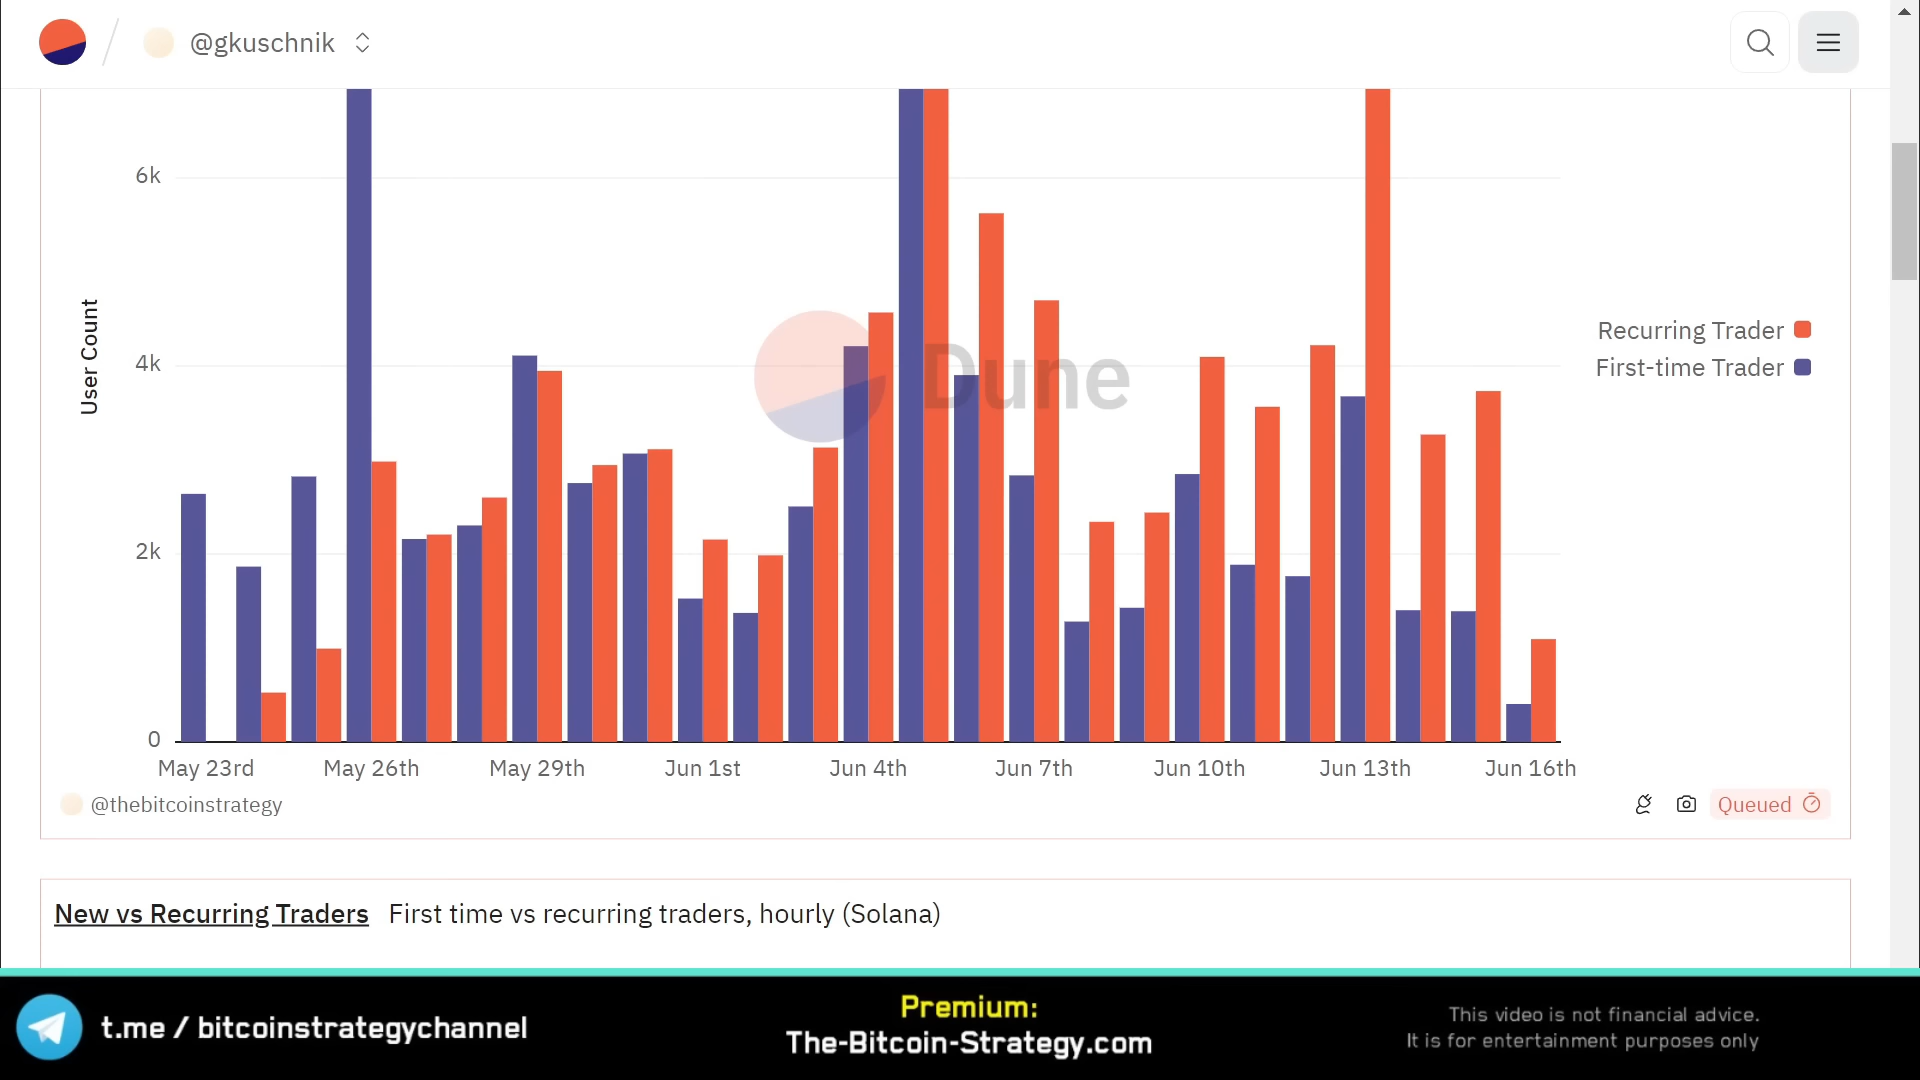 @gkuschnik
6k
4k
2k
0
User Count
Dune
Recurring Trader
First-time Trader
May 23rd May 26th May 29th Jun 1st Jun 4th Jun 7th Jun 10th Jun 13th Jun 16th
@thebitcoinstrategy
Queued
New vs Recurring Traders First time vs recurring traders, hourly (Solana)
t.me / bitcoinstrategychannel
Premium:
The-Bitcoin-Strategy.com
This video is not financial advice.
It is for entertainment purposes only